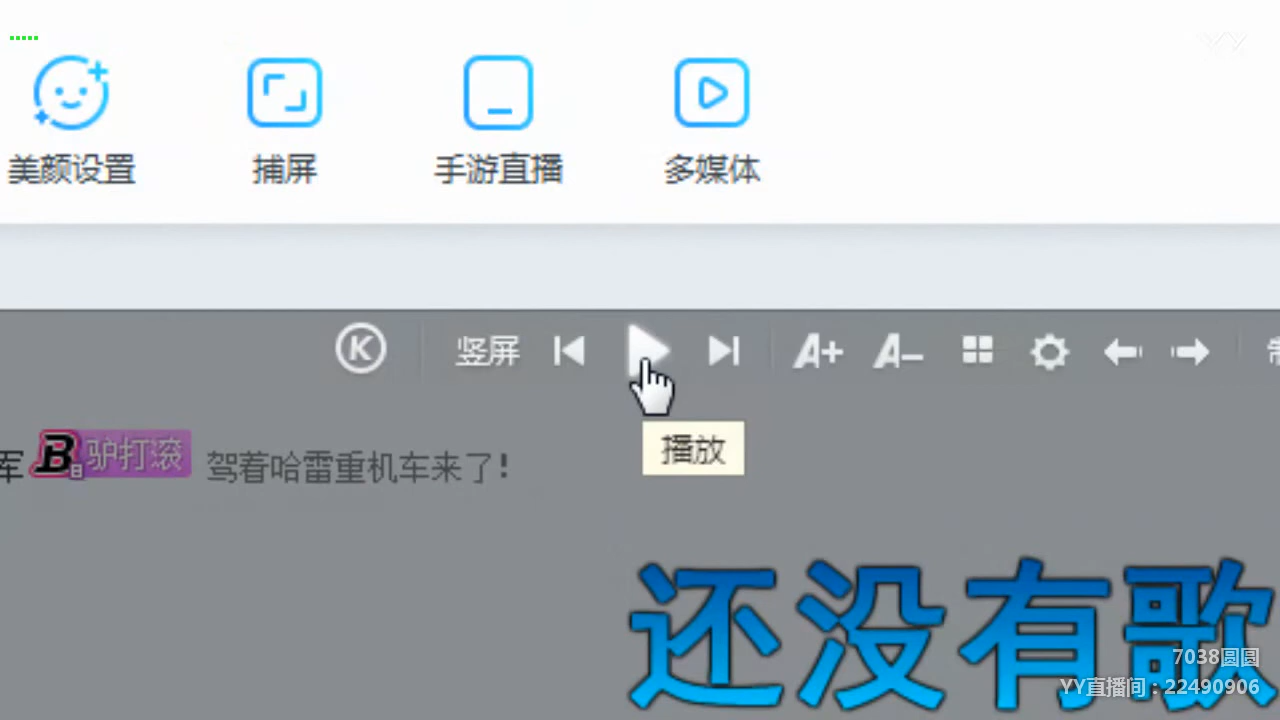 YY
美颜设置 捕屏 手游直播 多媒体
K 竖屏 A+ A-
播放
军 B 驴打滚 驾着哈雷重机车来了!
还没有歌
7038圆圆
YY直播间:22490906